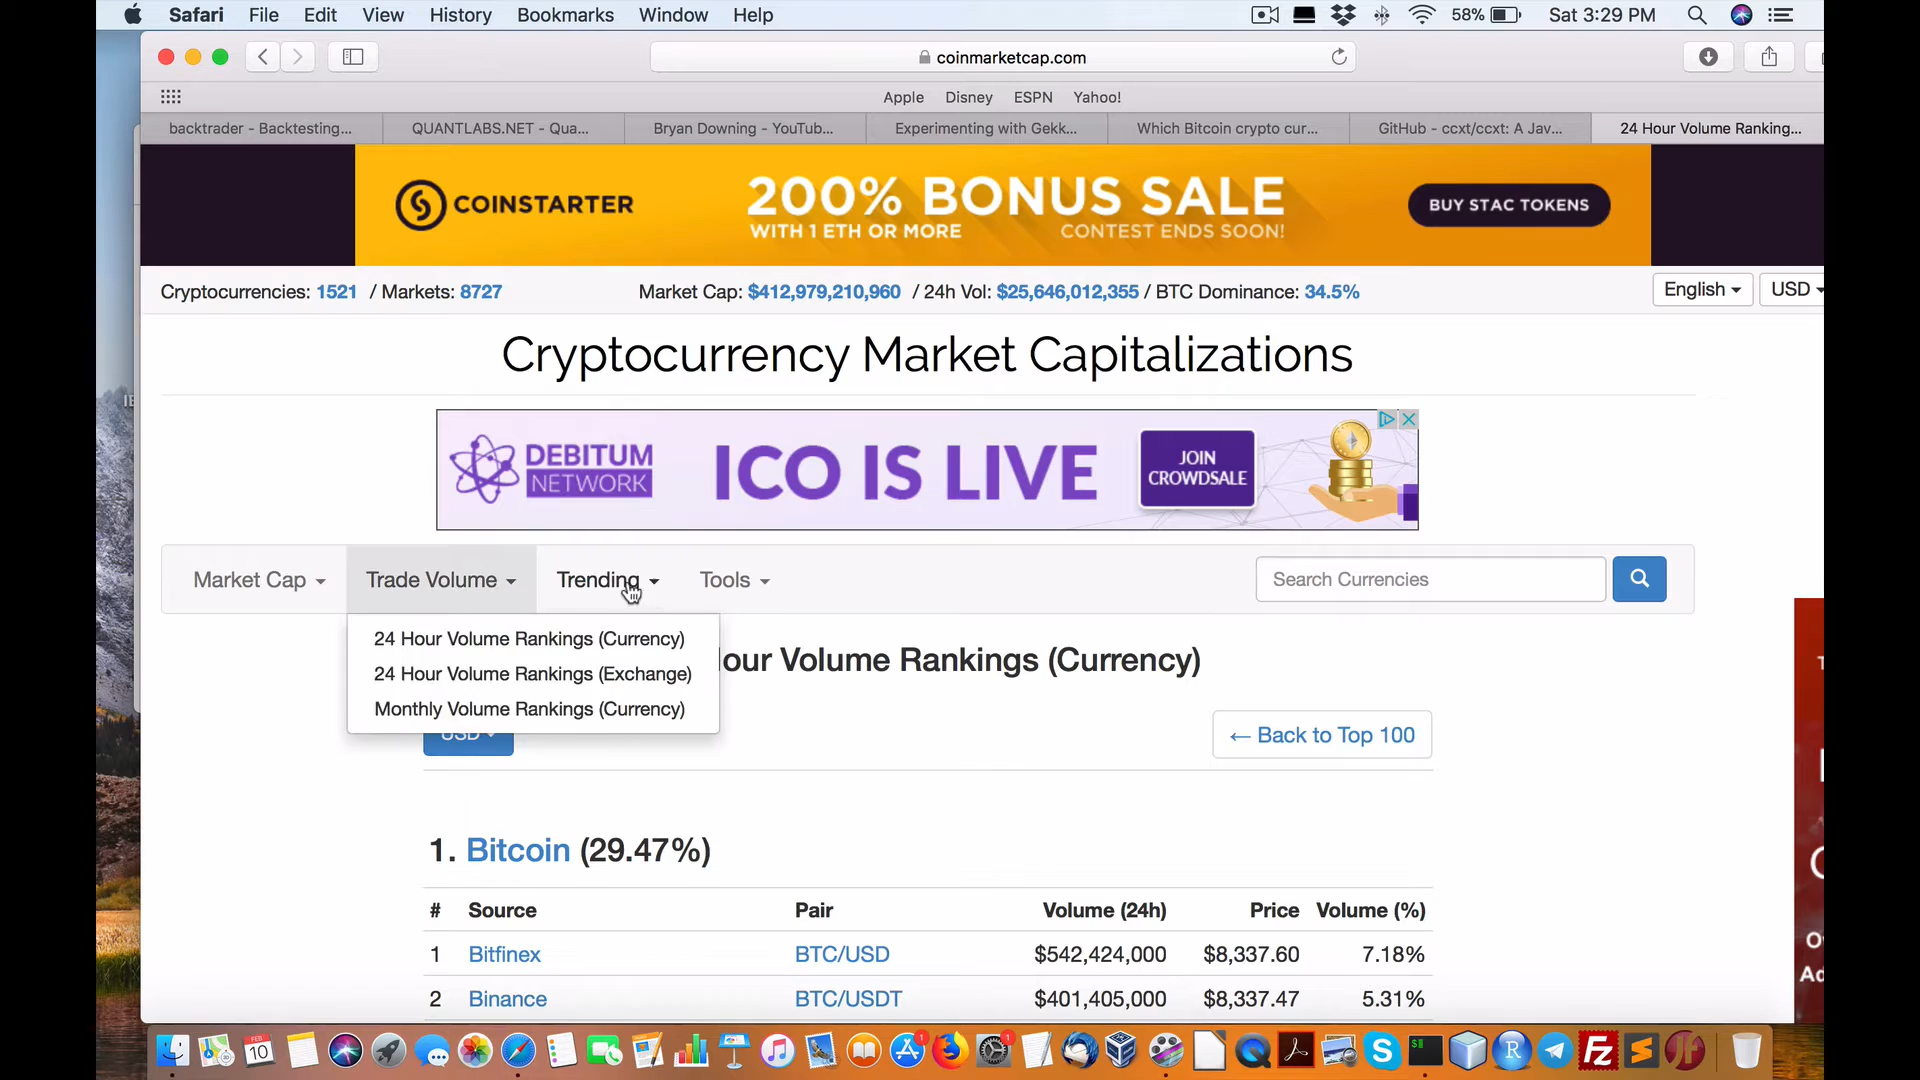 Safari File Edit View History Bookmarks Window Help 58% Sat 3:29 PM
coinmarketcap.com
Apple Disney ESPN Yahoo!
backtrader - Backtesting... QUANTLABS.NET - Qua... Bryan Downing - YouTub... Experimenting with Gekk... Which Bitcoin crypto cur... GitHub - ccxt/ccxt: A Jav... 24 Hour Volume Ranking...
COINSTARTER 200% BONUS SALE BUY STAC TOKENS
WITH 1 ETH OR MORE CONTEST ENDS SOON!
Cryptocurrencies: 1521 / Markets: 8727 Market Cap: $412,979,210,960 / 24h Vol: $25,646,012,355 / BTC Dominance: 34.5% English USD
Cryptocurrency Market Capitalizations
DEBITUM NETWORK ICO IS LIVE JOIN CROWDSALE
Market Cap Trade Volume Trending Tools Search Currencies
24 Hour Volume Rankings (Currency)
24 Hour Volume Rankings (Exchange)
Monthly Volume Rankings (Currency)
our Volume Rankings (Currency)
USD ← Back to Top 100
1. Bitcoin (29.47%)
# Source Pair Volume (24h) Price Volume (%)
1 Bitfinex BTC/USD $542,424,000 $8,337.60 7.18%
2 Binance BTC/USDT $401,405,000 $8,337.47 5.31%
FEB
10